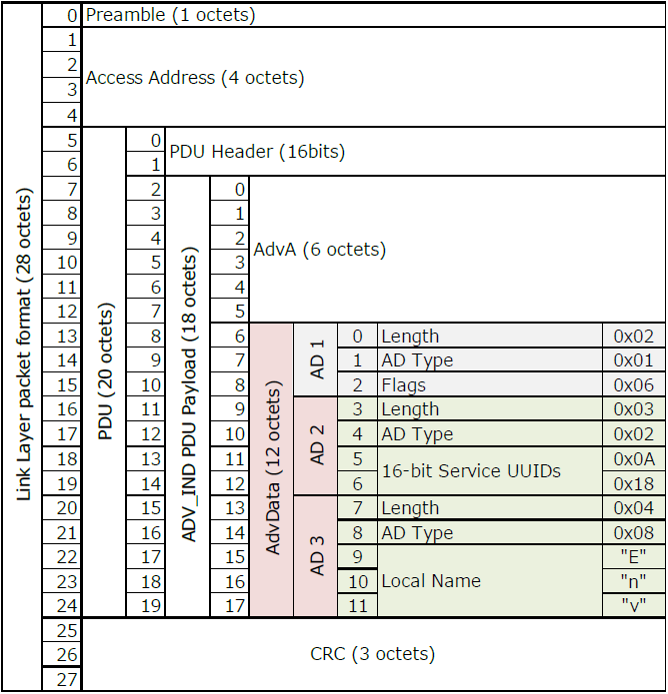 Link Layer packet format (28 octets)
0 Preamble (1 octets)
1
2
Access Address (4 octets)
3
4
PDU (20 octets)
5 0
PDU Header (16bits)
6 1
ADV_IND PDU Payload (18 octets)
7 2 0
8 3 1
9 4 2
AdvA (6 octets)
10 5 3
11 6 4
12 7 5
AdvData (12 octets)
AD 1
13 8 6 0 Length 0x02
14 9 7 1 AD Type 0x01
15 10 8 2 Flags 0x06
AD 2
16 11 9 3 Length 0x03
17 12 10 4 AD Type 0x02
18 13 11 5 0x0A
16-bit Service UUIDs
19 14 12 6 0x18
AD 3
20 15 13 7 Length 0x04
21 16 14 8 AD Type 0x08
22 17 15 9 "E"
23 18 16 10 Local Name "n"
24 19 17 11 "v"
25
26 CRC (3 octets)
27